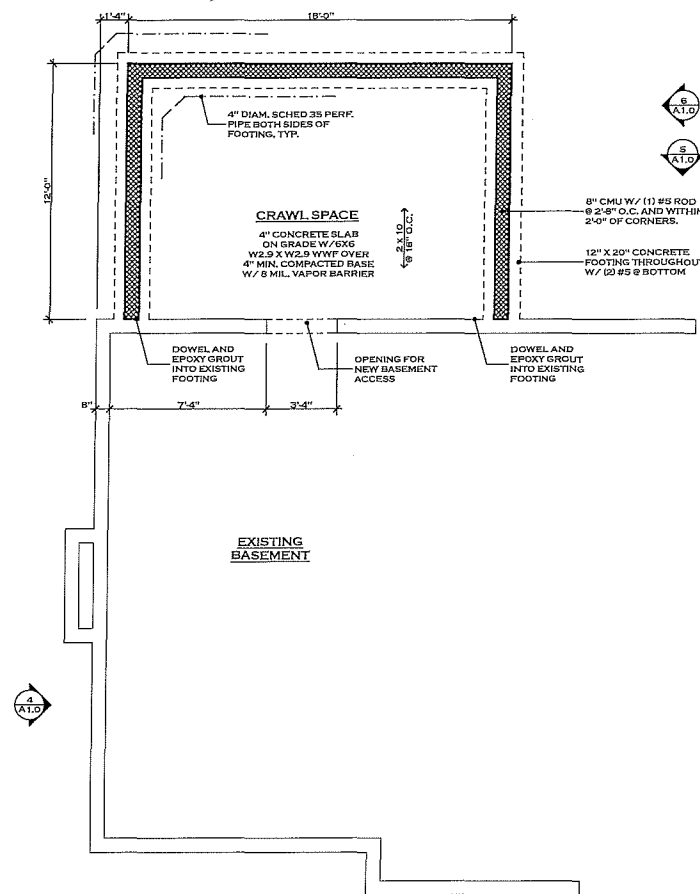 1'-4"
18'-0"
12'-0"
4" DIAM. SCHED 35 PERF.
PIPE BOTH SIDES OF
FOOTING, TYP.
6
A1.0
5
A1.0
CRAWL SPACE
4" CONCRETE SLAB
ON GRADE W/6X6
W2.9 X W2.9 WWF OVER
4" MIN. COMPACTED BASE
W/ 8 MIL. VAPOR BARRIER
2 X 10
@ 16" O.C.
8" CMU W/ (1) #5 ROD
@ 2'-8" O.C. AND WITHIN
2'-0" OF CORNERS.
12" X 20" CONCRETE
FOOTING THROUGHOUT
W/ (2) #5 @ BOTTOM
DOWEL AND
EPOXY GROUT
INTO EXISTING
FOOTING
OPENING FOR
NEW BASEMENT
ACCESS
DOWEL AND
EPOXY GROUT
INTO EXISTING
FOOTING
8"
7'-4"
3'-4"
EXISTING
BASEMENT
4
A1.0